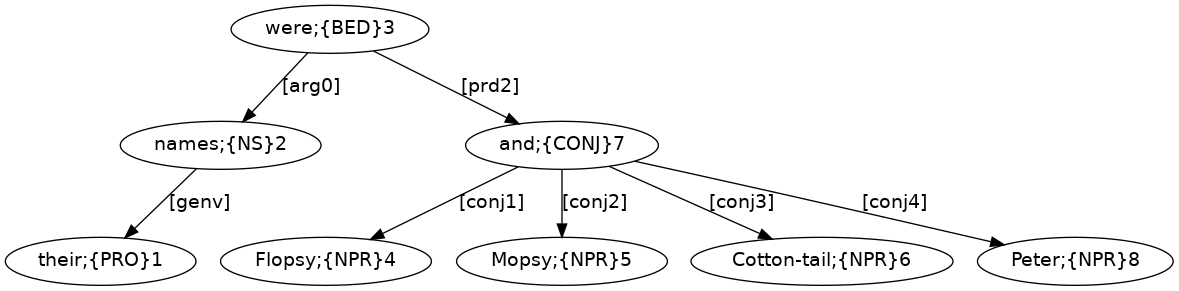 were;{BED}3
[arg0] [prd2]
names;{NS}2 and;{CONJ}7
[genv] [conj1] [conj2] [conj3] [conj4]
their;{PRO}1 Flopsy;{NPR}4 Mopsy;{NPR}5 Cotton-tail;{NPR}6 Peter;{NPR}8